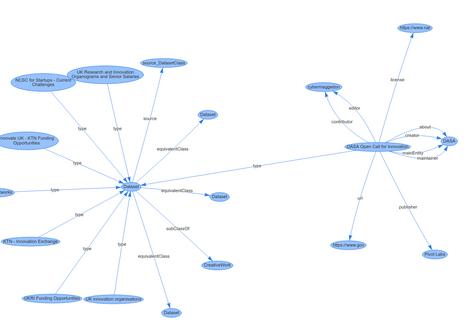 https://www.nat
source_DatasetClass
UK Research and Innovation
Organograms and Senior Salaries
NCSC for Startups - Current
Challenges
license
cybernaggesini
source
type
type
Dataset
editor
contributor
about
creator
DASA
mainEntity
maintainer
Innovate UK - KTN Funding
Opportunities
equivalentClass
DASA Open Call for Innovation
type
type
Dataset
type
equivalentClass
Dataset
publisher
url
type
subClassOf
KTN - Innovation Exchange
type
type
https://www.gov
Pivot Labs
equivalentClass
CreativeWork
UKRI Funding Opportunities
UK innovation organisations
Dataset